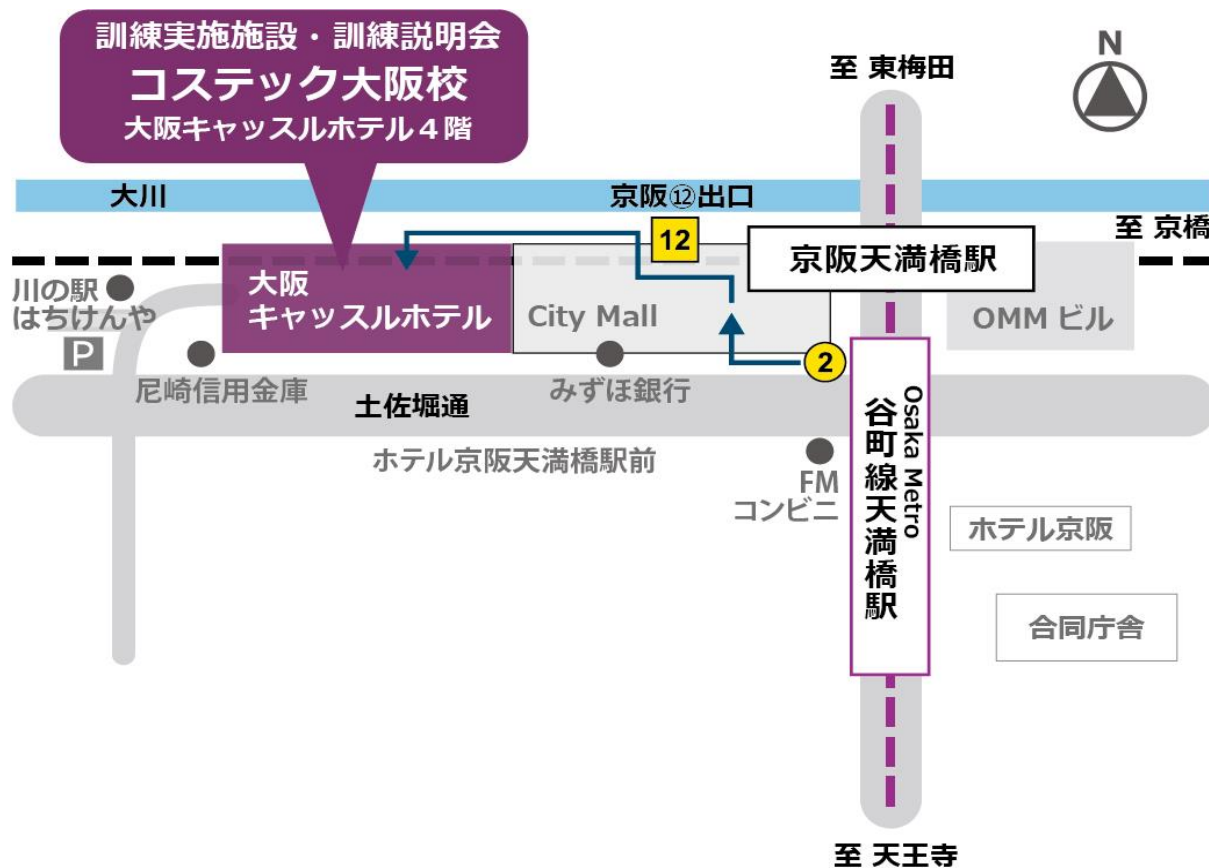 訓練実施施設・訓練説明会
コステック大阪校
大阪キャッスルホテル４階
至 東梅田
N
大川
京阪⑫出口
至 京橋
12
京阪天満橋駅
川の駅
はちけんや
P
大阪
キャッスルホテル
City Mall
OMM ビル
2
尼崎信用金庫
みずほ銀行
土佐堀通
ホテル京阪天満橋駅前
FM
コンビニ
Osaka Metro
谷町線天満橋駅
ホテル京阪
合同庁舎
至 天王寺